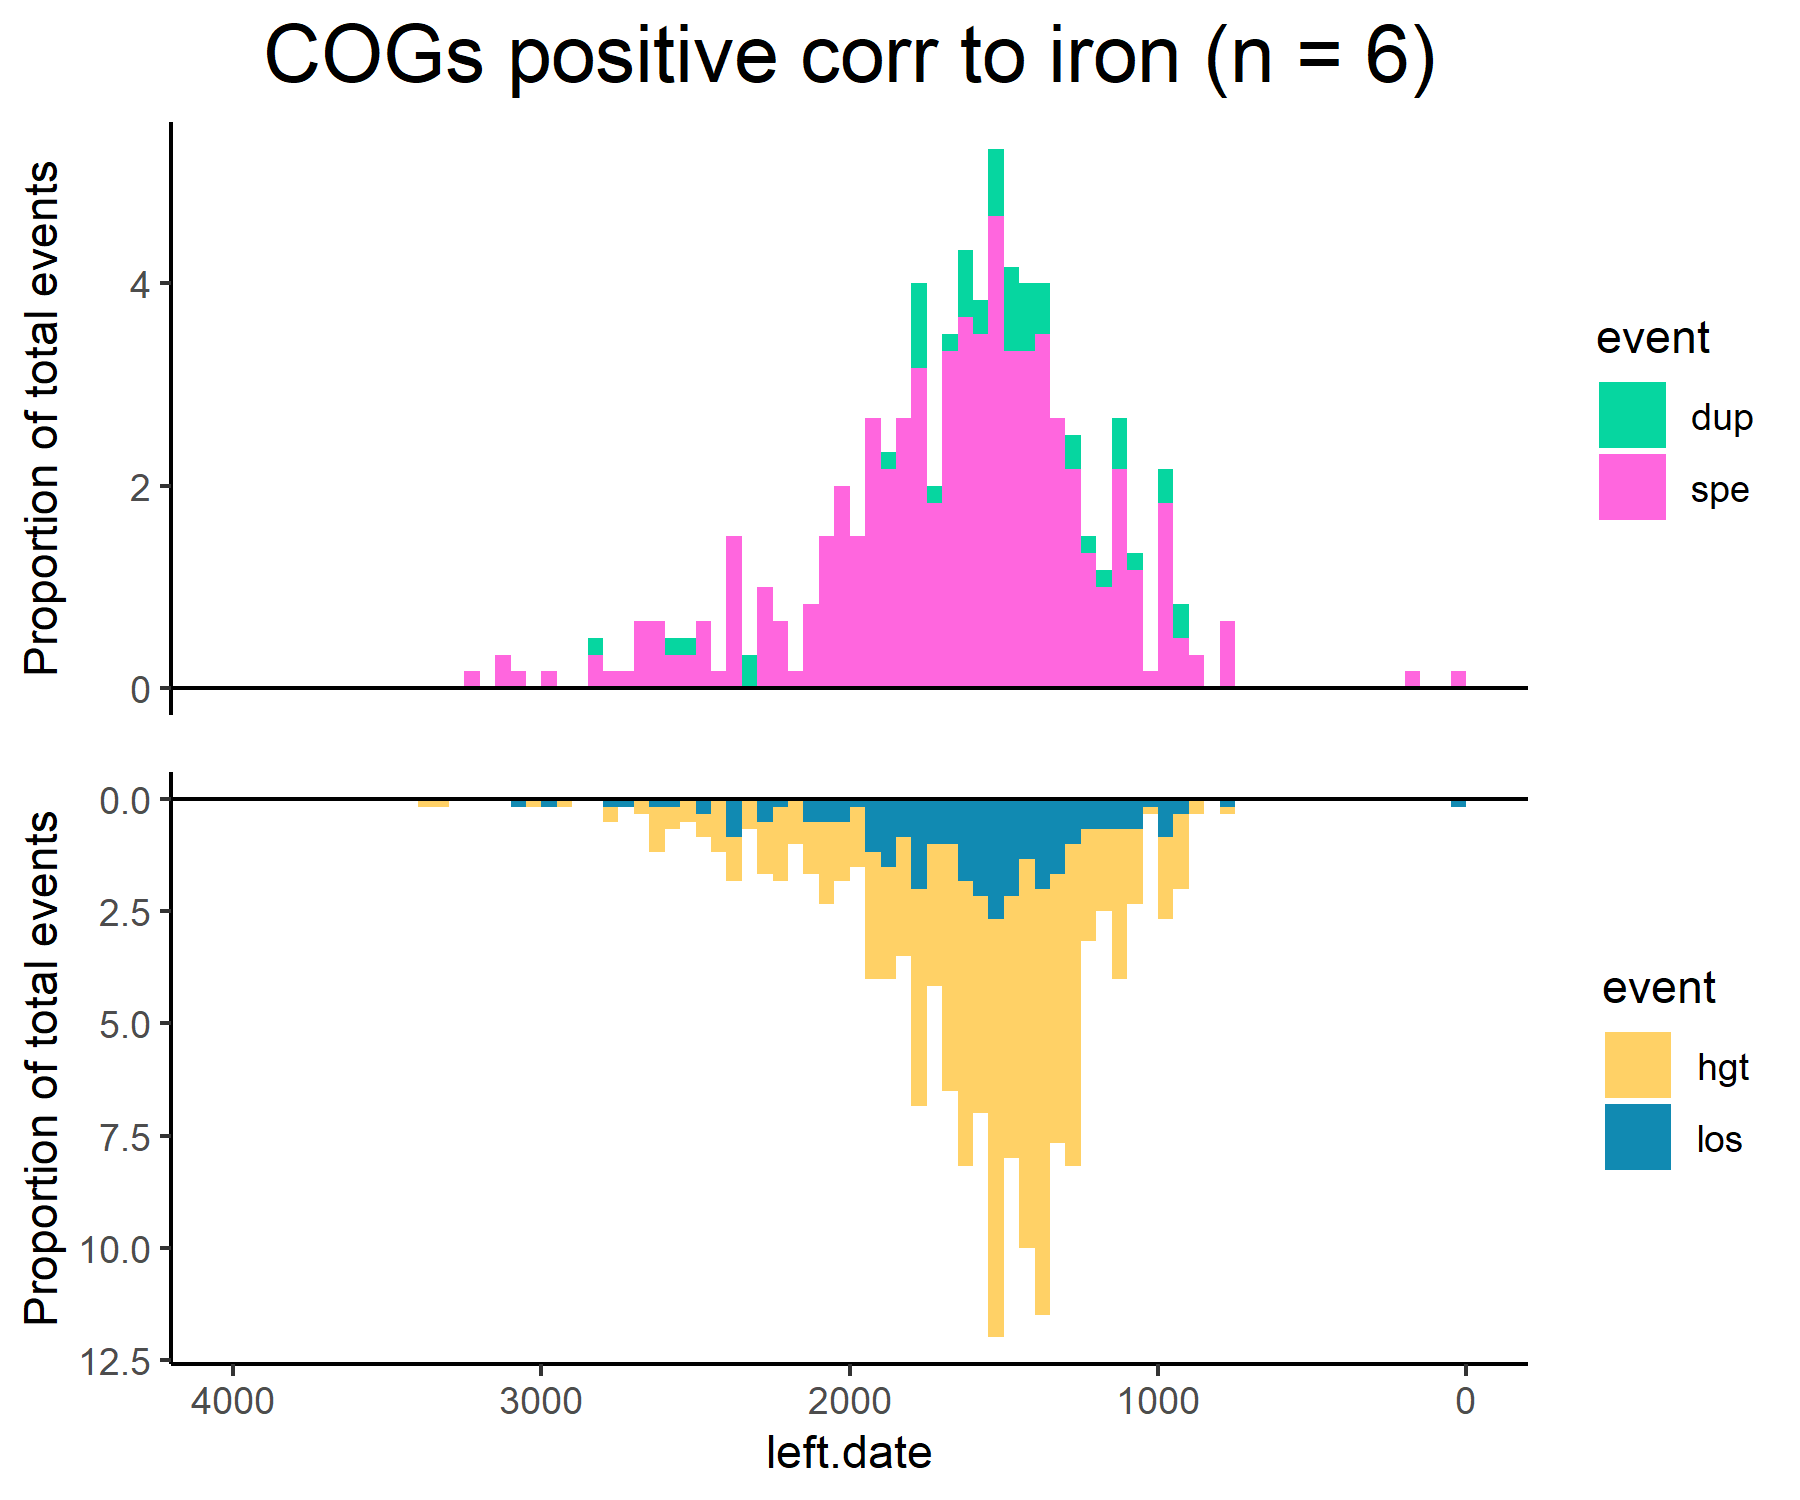 COGs positive corr to iron (n = 6)
Proportion of total events
4
2
0
event
dup
spe
Proportion of total events
0.0
2.5
5.0
7.5
10.0
12.5
event
hgt
los
4000 3000 2000 1000 0
left.date